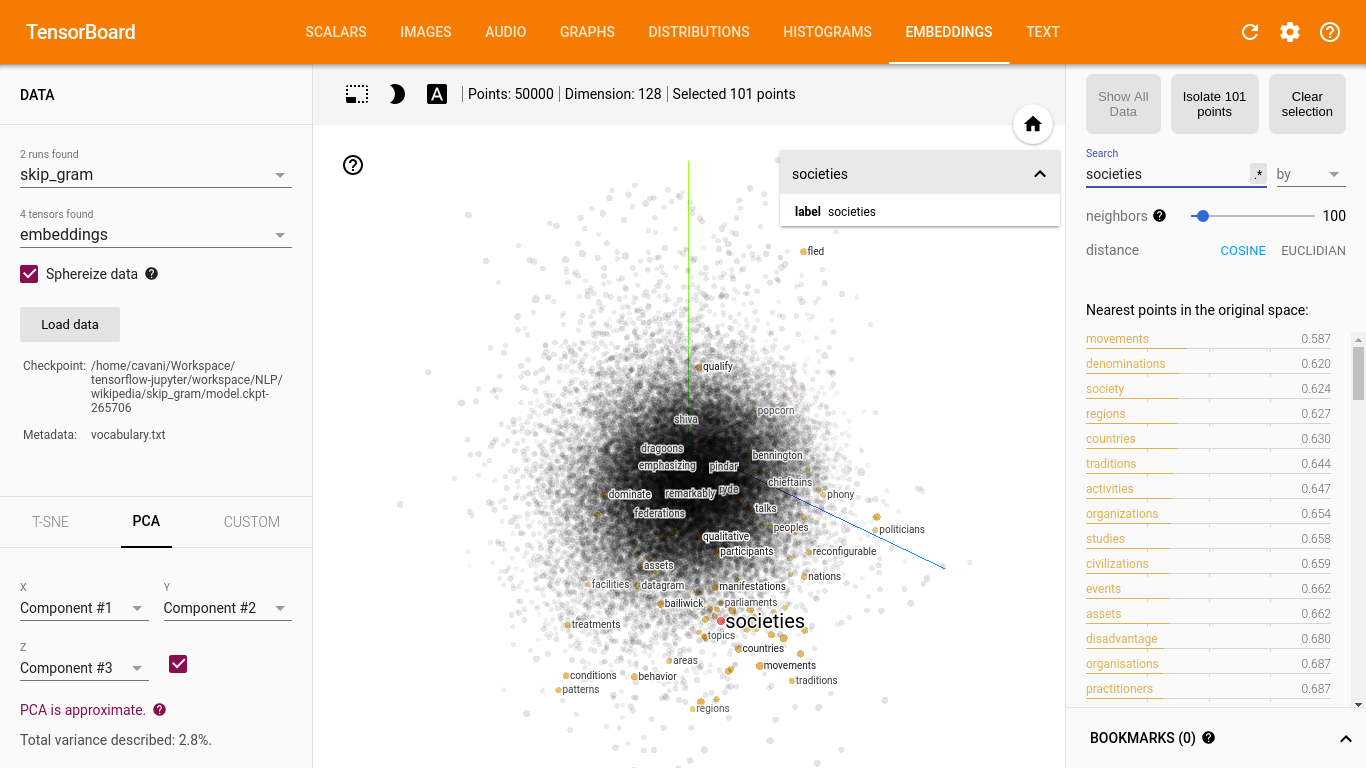 TensorBoard
SCALARS
IMAGES
AUDIO
GRAPHS
DISTRIBUTIONS
HISTOGRAMS
EMBEDDINGS
TEXT
DATA
2 runs found
skip_gram
4 tensors found
embeddings
Sphereize data
Load data
Checkpoint: /home/cavani/Workspace/
tensorflow-jupyter/workspace/NLP/
wikipedia/skip_gram/model.ckpt-
265706
Metadata: vocabulary.txt
T-SNE
PCA
CUSTOM
X
Component #1
Y
Component #2
Z
Component #3
PCA is approximate.
Total variance described: 2.8%.
A
Points: 50000
Dimension: 128
Selected 101 points
societies
label societies
fled
qualify
popcorn
shiva
dragoons
bennington
emphasizing
pindar
chieftains
dominate
remarkably
ryde
phony
federations
talks
peoples
politicians
qualitative
participants
reconfigurable
assets
nations
facilities
datagram
manifestations
bailiwick
parliaments
societies
treatments
topics
countries
areas
movements
conditions
behavior
traditions
patterns
regions
Show All
Data
Isolate 101
points
Clear
selection
Search
societies
.*
by
neighbors
100
distance
COSINE
EUCLIDIAN
Nearest points in the original space:
movements 0.587
denominations 0.620
society 0.624
regions 0.627
countries 0.630
traditions 0.644
activities 0.647
organizations 0.654
studies 0.658
civilizations 0.659
events 0.662
assets 0.662
disadvantage 0.680
organisations 0.687
practitioners 0.687
BOOKMARKS (0)